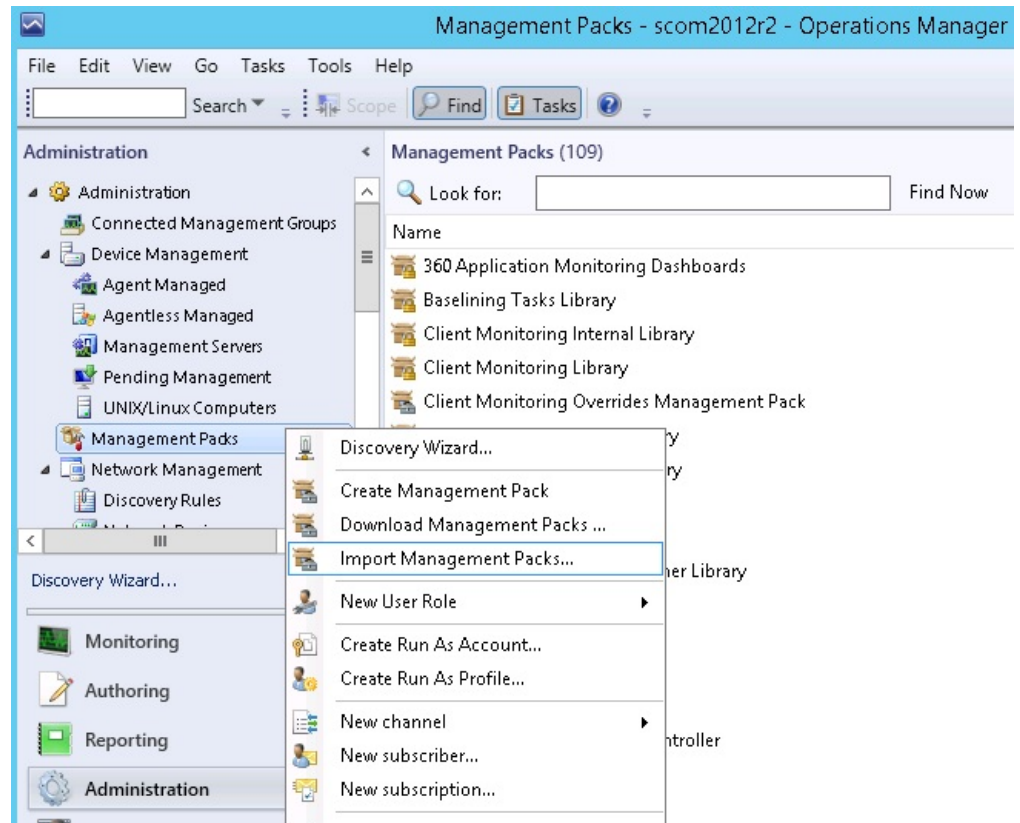 Management Packs - scom2012r2 - Operations Manager
File Edit View Go Tasks Tools Help
Search Scope Find Tasks
Administration
Administration
Connected Management Groups
Device Management
Agent Managed
Agentless Managed
Management Servers
Pending Management
UNIX/Linux Computers
Management Packs
Network Management
Discovery Rules
Discovery Wizard...
Monitoring
Authoring
Reporting
Administration
Management Packs (109)
Look for: Find Now
Name
360 Application Monitoring Dashboards
Baselining Tasks Library
Client Monitoring Internal Library
Client Monitoring Library
Client Monitoring Overrides Management Pack
Library
Discovery Wizard...
Create Management Pack
Download Management Packs ...
Import Management Packs...
New User Role
Create Run As Account...
Create Run As Profile...
New channel
New subscriber...
New subscription...